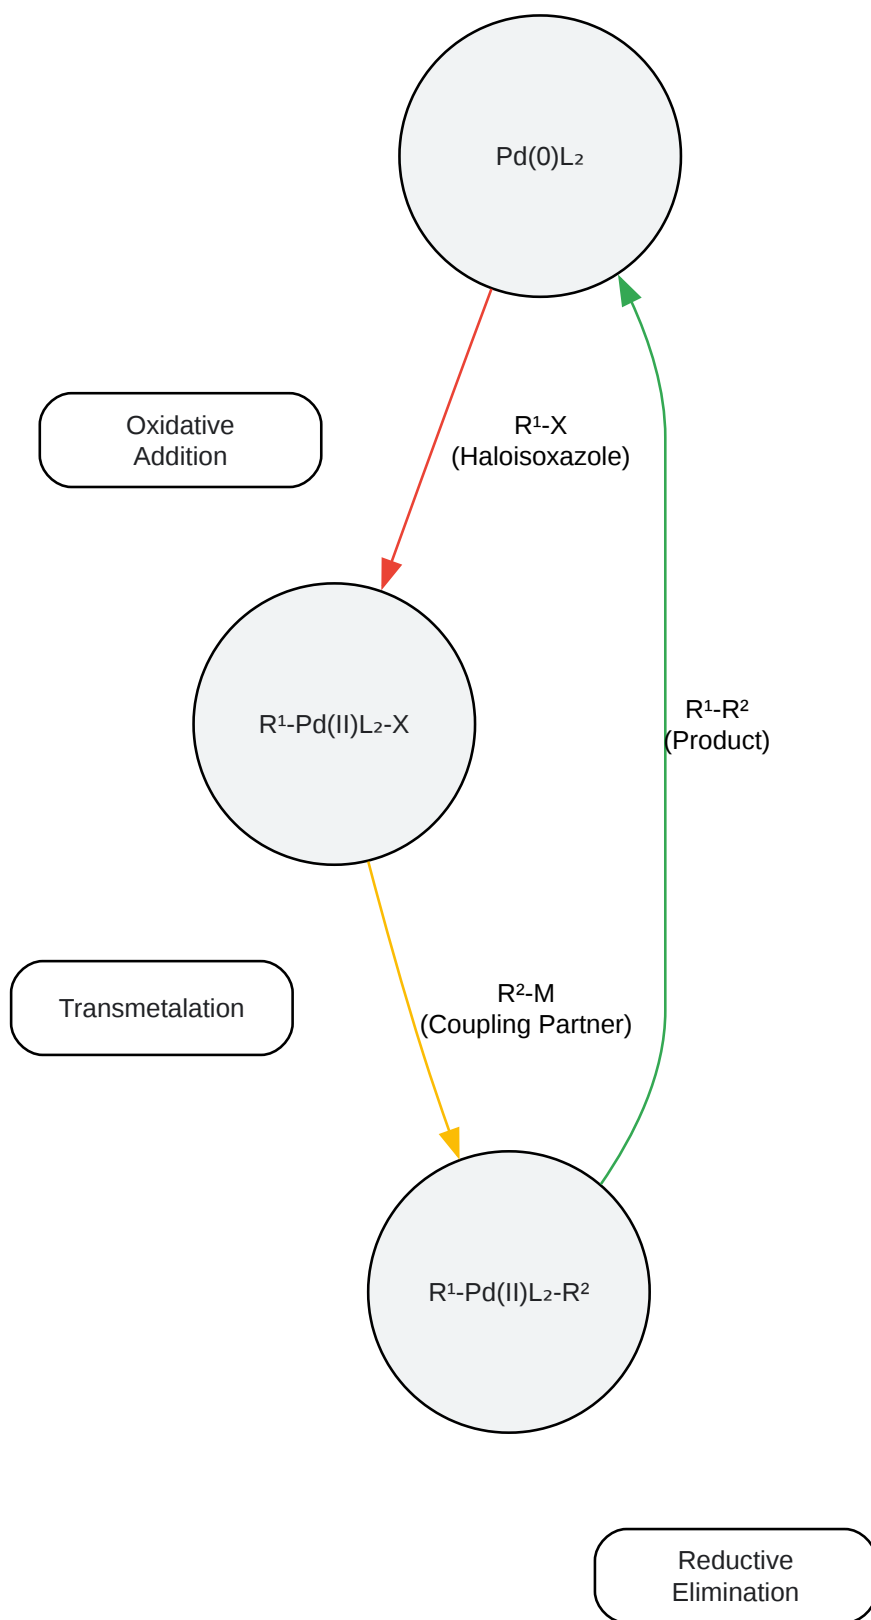 Pd(0)L₂
Oxidative
Addition
R¹-X
(Haloisoxazole)
R¹-Pd(II)L₂-X
R¹-R²
(Product)
Transmetalation
R²-M
(Coupling Partner)
R¹-Pd(II)L₂-R²
Reductive
Elimination